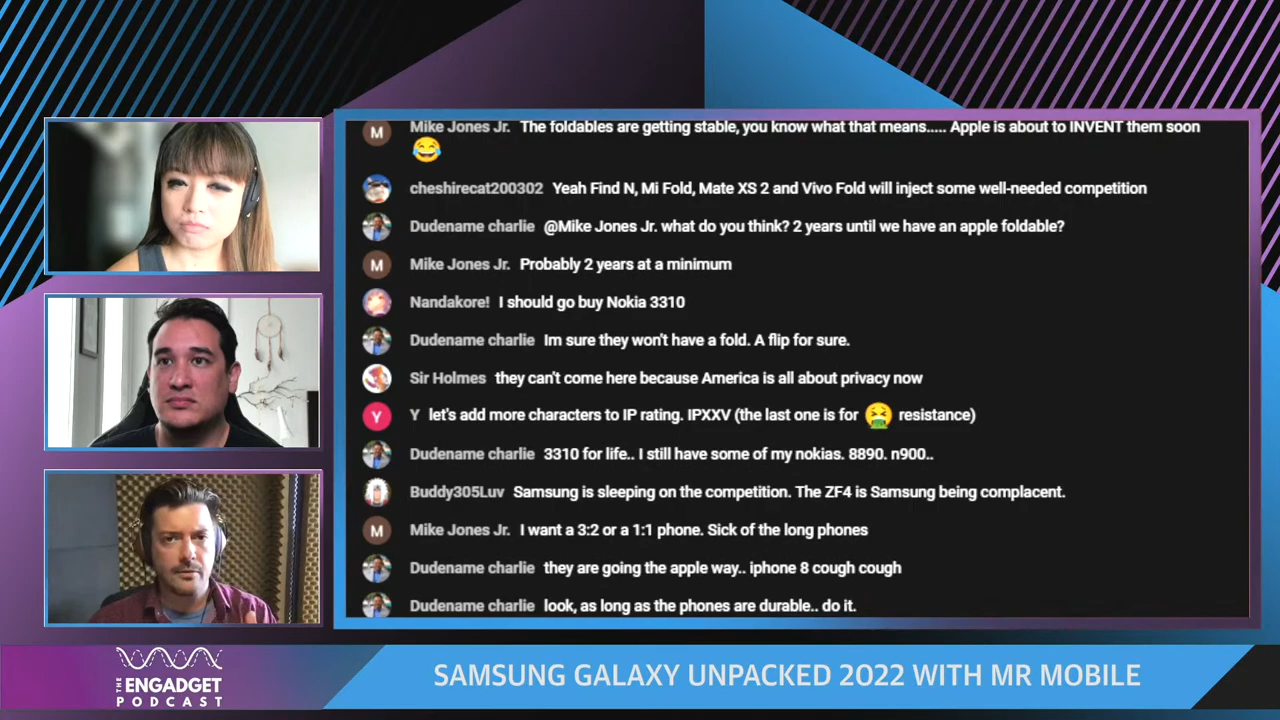 M Mike Jones Jr. The foldables are getting stable, you know what that means..... Apple is about to INVENT them soon
😂
cheshirecat200302 Yeah Find N, Mi Fold, Mate XS 2 and Vivo Fold will inject some well-needed competition
Dudename charlie @Mike Jones Jr. what do you think? 2 years until we have an apple foldable?
M Mike Jones Jr. Probably 2 years at a minimum
Nandakore! I should go buy Nokia 3310
Dudename charlie Im sure they won't have a fold. A flip for sure.
Sir Holmes they can't come here because America is all about privacy now
Y Y let's add more characters to IP rating. IPXXV (the last one is for 🤮 resistance)
Dudename charlie 3310 for life.. I still have some of my nokias. 8890. n900..
Buddy305Luv Samsung is sleeping on the competition. The ZF4 is Samsung being complacent.
M Mike Jones Jr. I want a 3:2 or a 1:1 phone. Sick of the long phones
Dudename charlie they are going the apple way.. iphone 8 cough cough
Dudename charlie look, as long as the phones are durable.. do it.
THE ENGADGET
PODCAST
SAMSUNG GALAXY UNPACKED 2022 WITH MR MOBILE